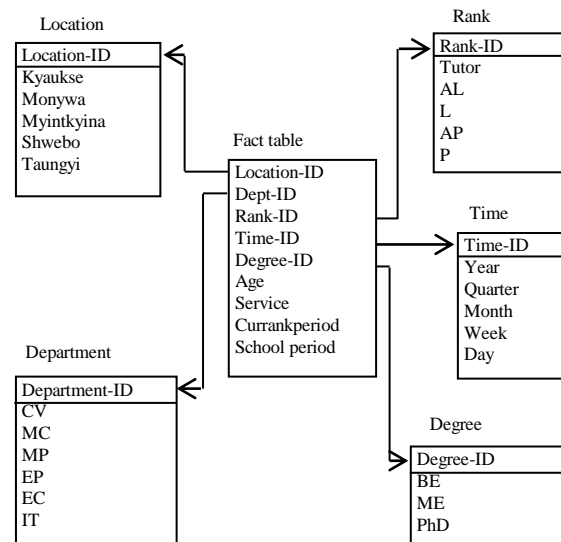 Location
Location-ID
Kyaukse
Monywa
Myintkyina
Shwebo
Taungyi
Rank
Rank-ID
Tutor
AL
L
AP
P
Fact table
Location-ID
Dept-ID
Rank-ID
Time-ID
Degree-ID
Age
Service
Currankperiod
School period
Time
Time-ID
Year
Quarter
Month
Week
Day
Department
Department-ID
CV
MC
MP
EP
EC
IT
Degree
Degree-ID
BE
ME
PhD